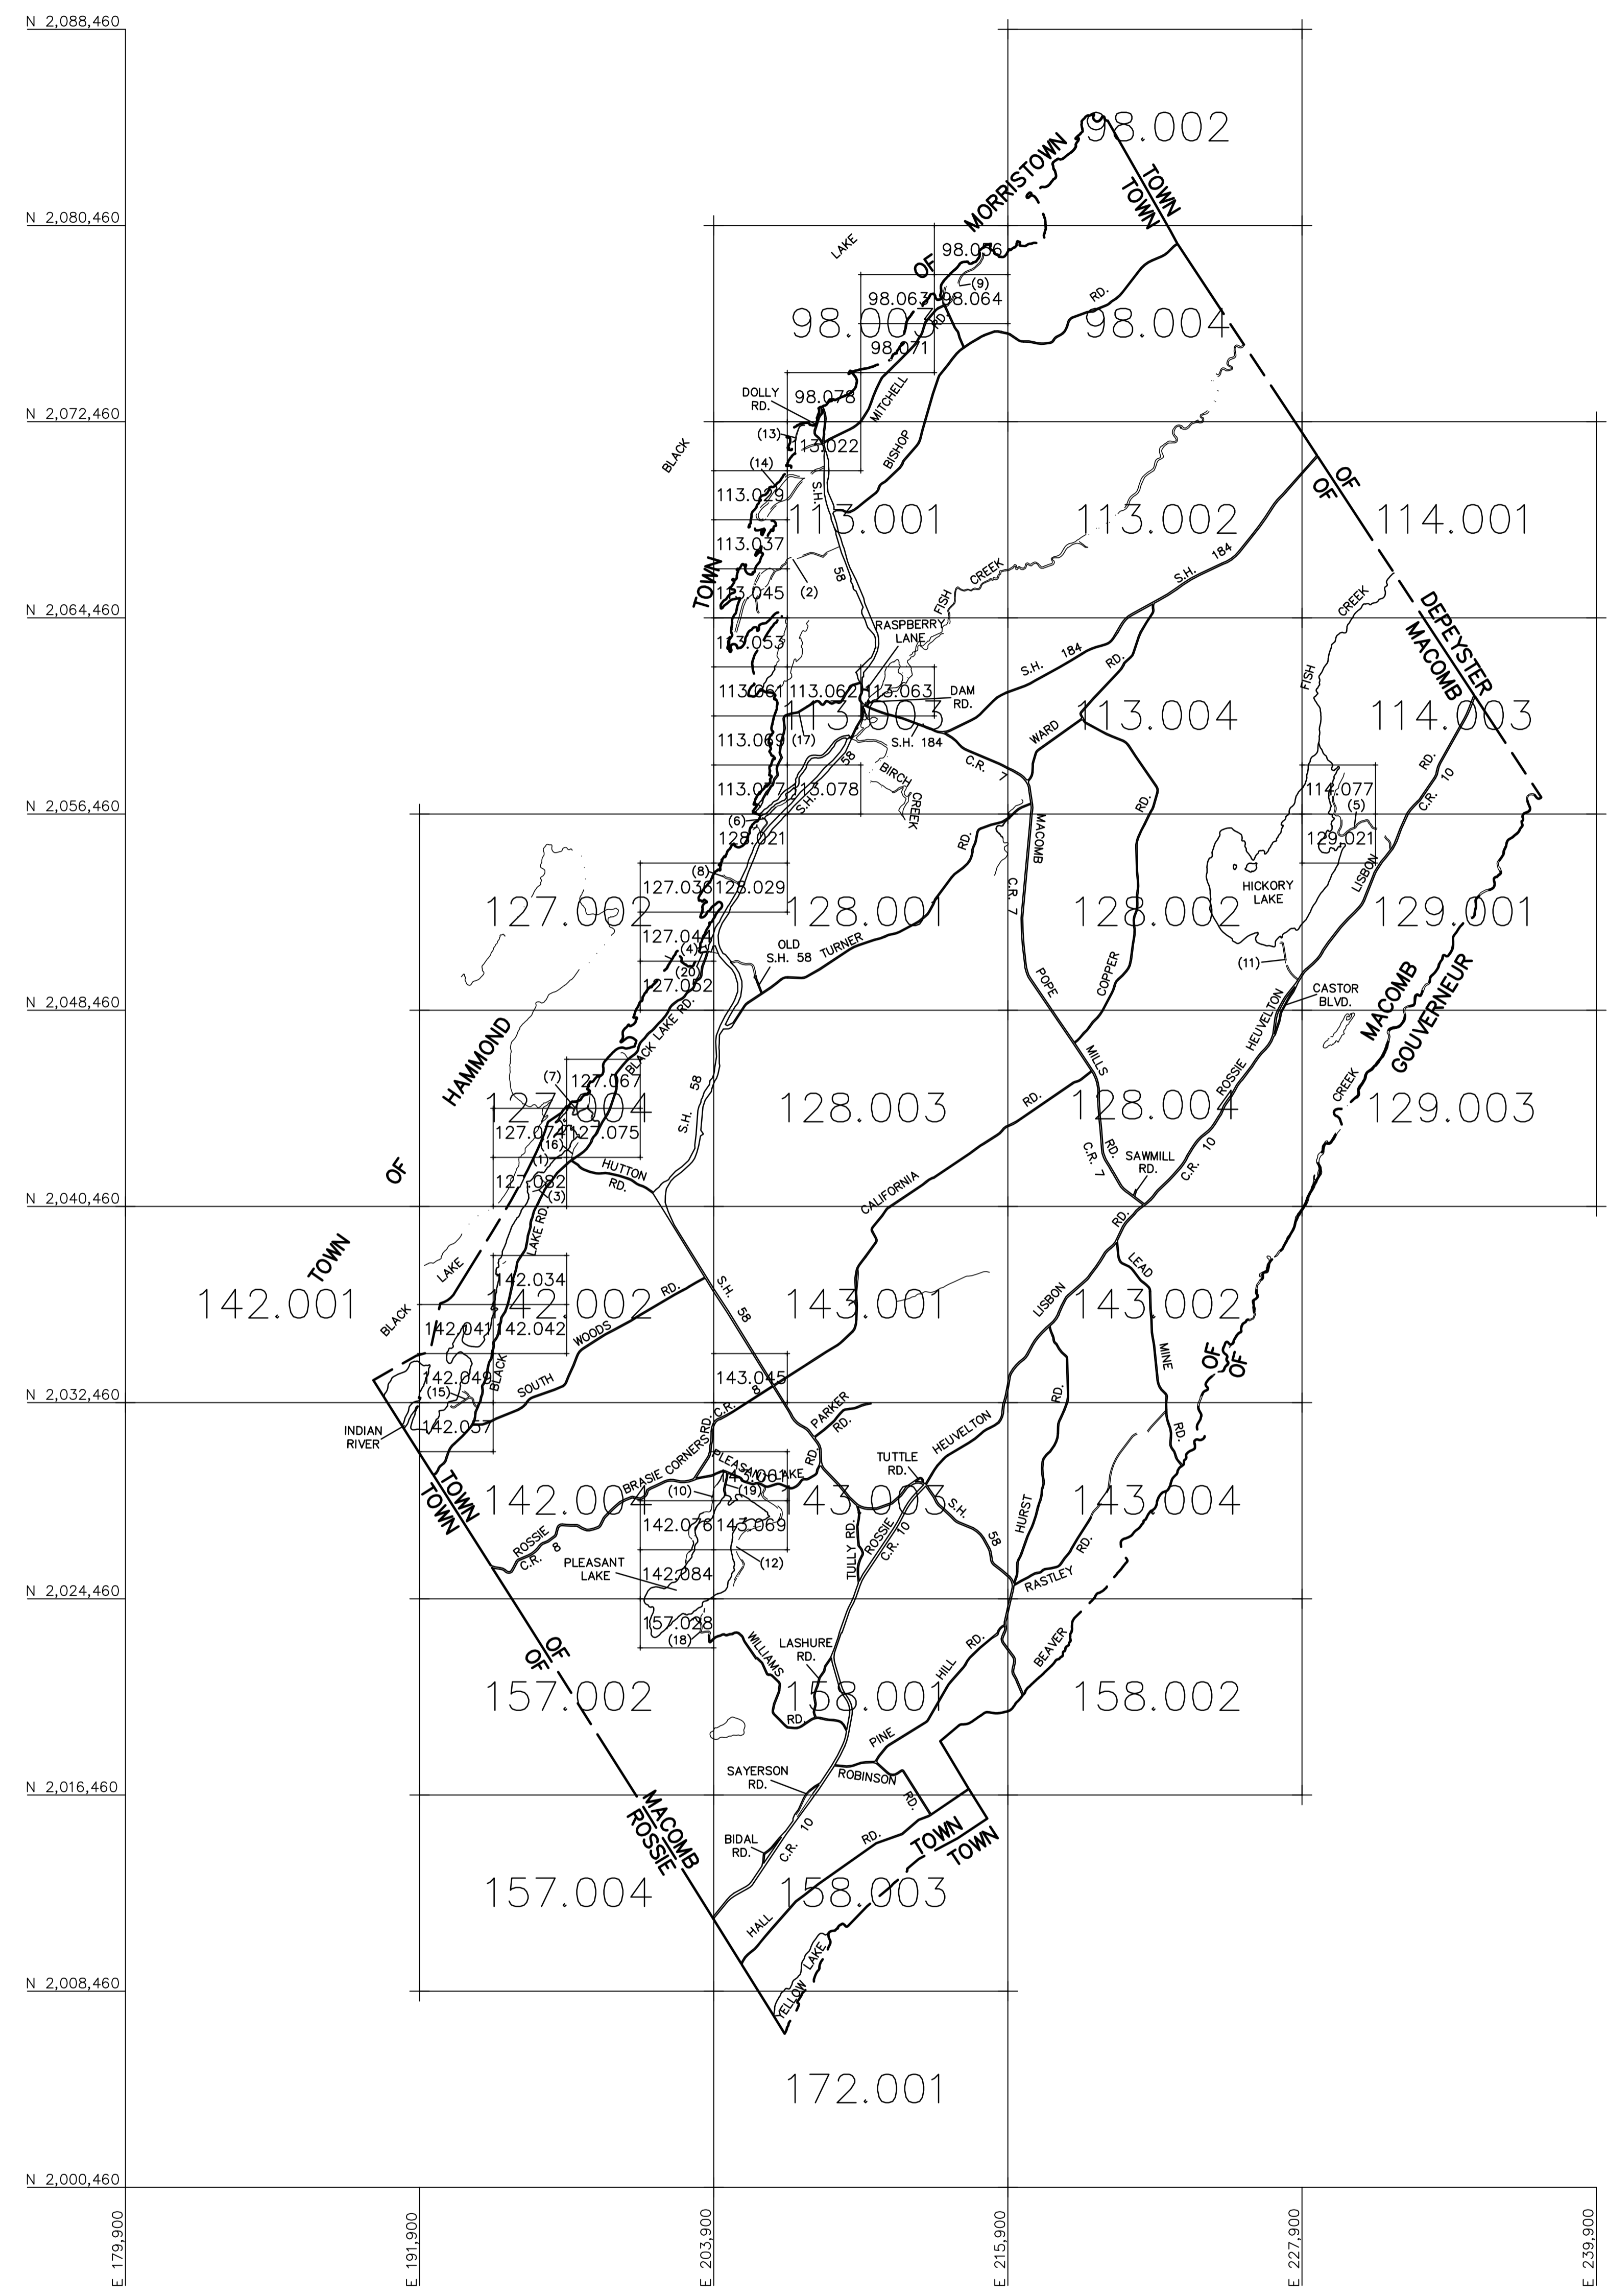 N 2,088,460
98.002
MORRISTOWN
TOWN
TOWN
N 2,080,460
LAKE
OF
98.056
(9)
98.063
98.064
98.003
RD.
RD.
98.004
98.071
98.078
DOLLY
RD.
MITCHELL
N 2,072,460
(13)
113.022
BISHOP
BLACK
(14)
S.H.
113.029
OF
OF
113.001
113.002
114.001
113.037
58
CREEK
S.H. 184
TOWN
113.045
(2)
FISH
CREEK
N 2,064,460
DEPEYSTER
MACOMB
113.053
RASPBERRY
LANE
S.H. 184
RD.
FISH
113.061
113.062
113.063
DAM
RD.
113.003
113.004
114.003
113.069
(17)
S.H. 184
WARD
58
C.R. 7
RD.
BIRCH
CREEK
113.077
113.078
S.H.
114.077
C.R. 10
RD.
(5)
N 2,056,460
(6)
128.021
MACOMB
RD.
129.021
LISBON
(8)
127.036
128.029
HICKORY
LAKE
127.002
128.001
C.R. 7
128.002
129.001
127.044
(4)
OLD
S.H. 58
TURNER
(20)
(11)
127.052
POPE
COPPER
CASTOR
BLVD.
MACOMB
GOUVERNEUR
N 2,048,460
BLACK LAKE RD.
HEUVELTON
HAMMOND
MILLS
(7)
127.067
58
ROSSIE
CREEK
127.004
128.003
RD.
128.004
129.003
127.074
127.075
S.H.
(16)
RD.
C.R. 7
C.R. 10
(1)
HUTTON
RD.
SAWMILL
RD.
OF
127.082
(3)
CALIFORNIA
N 2,040,460
LAKE RD.
RD.
TOWN
LAKE
LEAD
142.034
S.H. 58
RD.
LISBON
142.001
142.002
143.001
143.002
BLACK
142.041
142.042
WOODS
MINE
OF
OF
142.049
BLACK
SOUTH
143.045
(15)
C.R. 8
RD.
N 2,032,460
PARKER
RD.
INDIAN
RIVER
142.057
RD.
HEUVELTON
RD.
BRASIE CORNERS
PLEASANT LAKE
RD.
TUTTLE
RD.
143.061
(10)
(19)
TOWN
TOWN
142.004
143.003
143.004
S.H. 58
HURST
142.076
143.069
ROSSIE
C.R. 8
TULLY RD.
ROSSIE
C.R. 10
RD.
PLEASANT
LAKE
(12)
142.084
RASTLEY
N 2,024,460
157.028
(18)
WILLIAMS
LASHURE
RD.
RD.
BEAVER
OF
OF
HILL
157.002
158.001
158.002
RD.
PINE
SAYERSON
RD.
ROBINSON
RD.
N 2,016,460
MACOMB
ROSSIE
C.R. 10
RD.
TOWN
TOWN
BIDAL
RD.
157.004
158.003
HALL
YELLOW LAKE
N 2,008,460
172.001
N 2,000,460
E 179,900
E 191,900
E 203,900
E 215,900
E 227,900
E 239,900